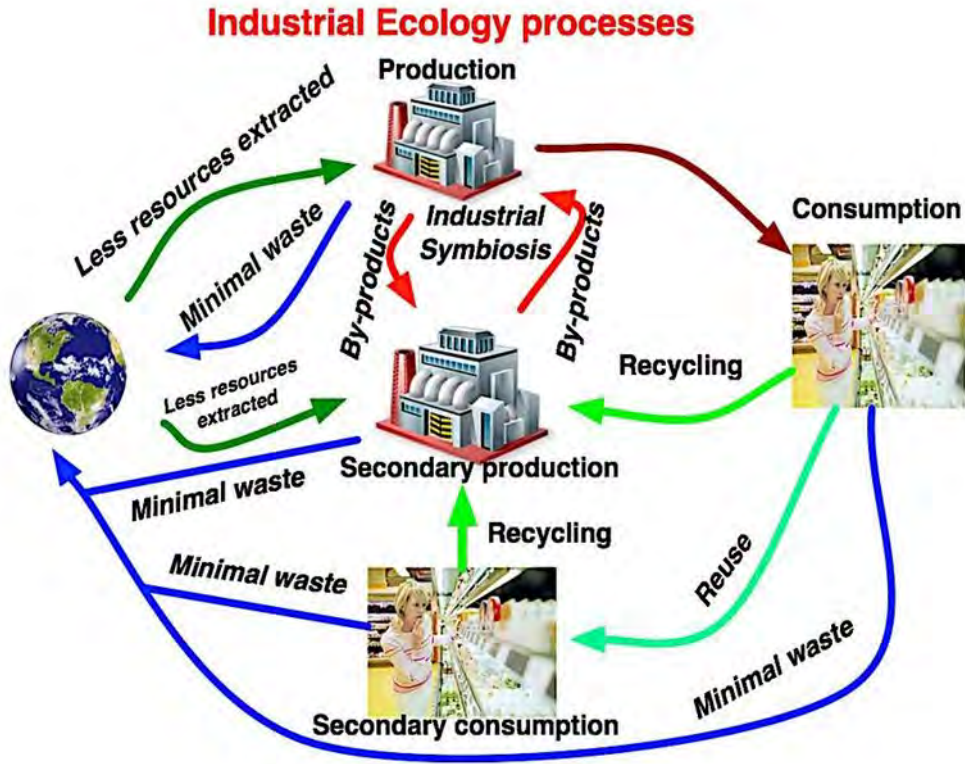 Industrial Ecology processes
Production
Less resources extracted
Minimal waste
Industrial
Symbiosis
By-products
By-products
Consumption
Less resources
extracted
Recycling
Secondary production
Minimal waste
Recycling
Minimal waste
Reuse
Minimal waste
Secondary consumption